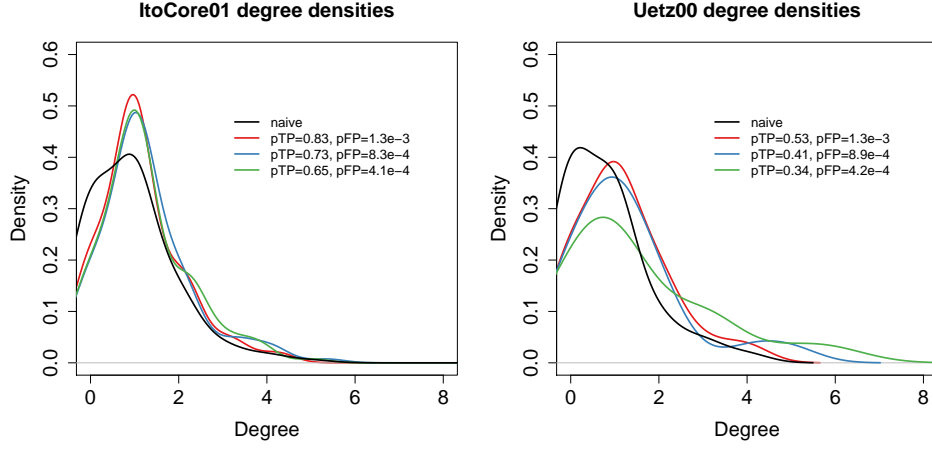 ItoCore01 degree densities
0.6
0.5
0.4
0.3
0.2
0.1
0.0
Density
naive
pTP=0.83, pFP=1.3e−3
pTP=0.73, pFP=8.3e−4
pTP=0.65, pFP=4.1e−4
0 2 4 6 8
Degree
Uetz00 degree densities
0.6
0.5
0.4
0.3
0.2
0.1
0.0
Density
naive
pTP=0.53, pFP=1.3e−3
pTP=0.41, pFP=8.9e−4
pTP=0.34, pFP=4.2e−4
0 2 4 6 8
Degree